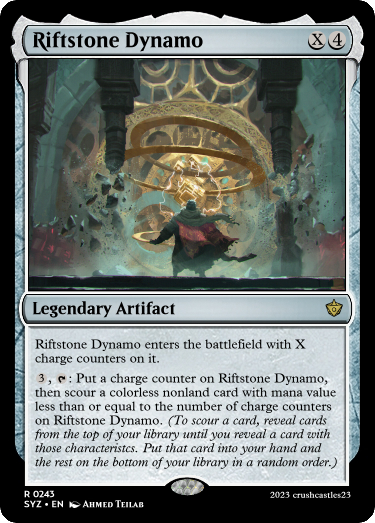 Riftstone Dynamo X 4
Legendary Artifact
Riftstone Dynamo enters the battlefield with X
charge counters on it.
3, T: Put a charge counter on Riftstone Dynamo,
then scour a colorless nonland card with mana value
less than or equal to the number of charge counters
on Riftstone Dynamo. (To scour a card, reveal cards
from the top of your library until you reveal a card with
those characteristcs. Put that card into your hand and
the rest on the bottom of your library in a random order.)
R 0243
SYZ • EN Ahmed Teilab
2023 crushcastles23